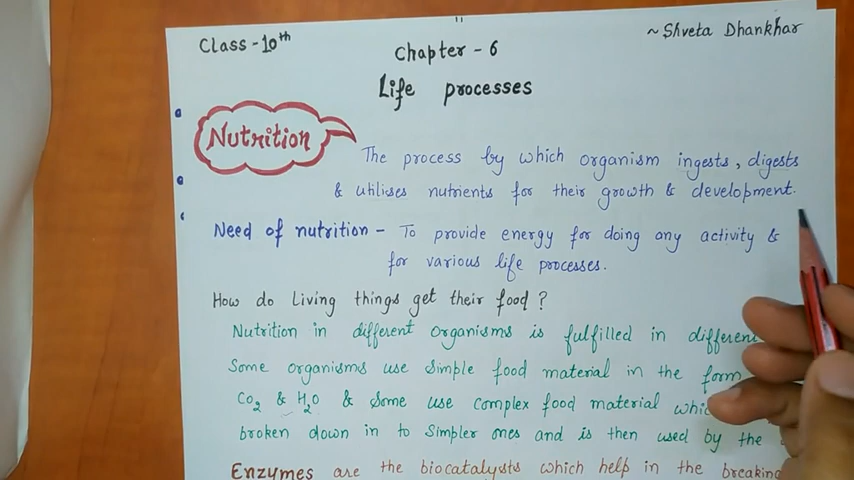 Class - 10th
~ Shveta Dhankhar
Chapter - 6
Life processes
Nutrition
The process by which organism ingests, digests
& utilises nutrients for their growth & development.
Need of nutrition - To provide energy for doing any activity &
for various life processes.
How do Living things get their food ?
Nutrition in different organisms is fulfilled in
Some organisms use simple food material in the form
Co2 & H2O & some use complex food material
broken down in to simpler ones and is then used by the
Enzymes are the biocatalysts which help in the